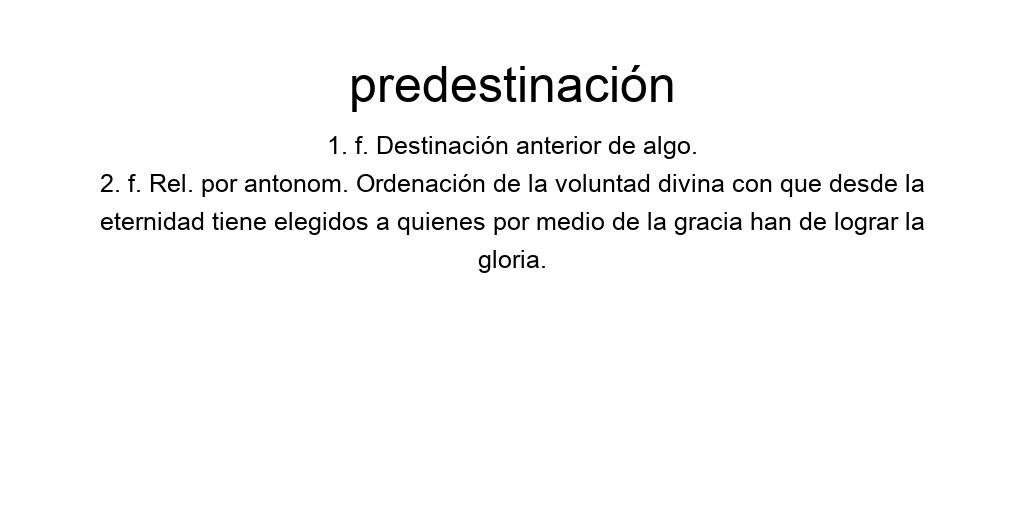 predestinación
1. f. Destinación anterior de algo.
2. f. Rel. por antonom. Ordenación de la voluntad divina con que desde la
eternidad tiene elegidos a quienes por medio de la gracia han de lograr la
gloria.